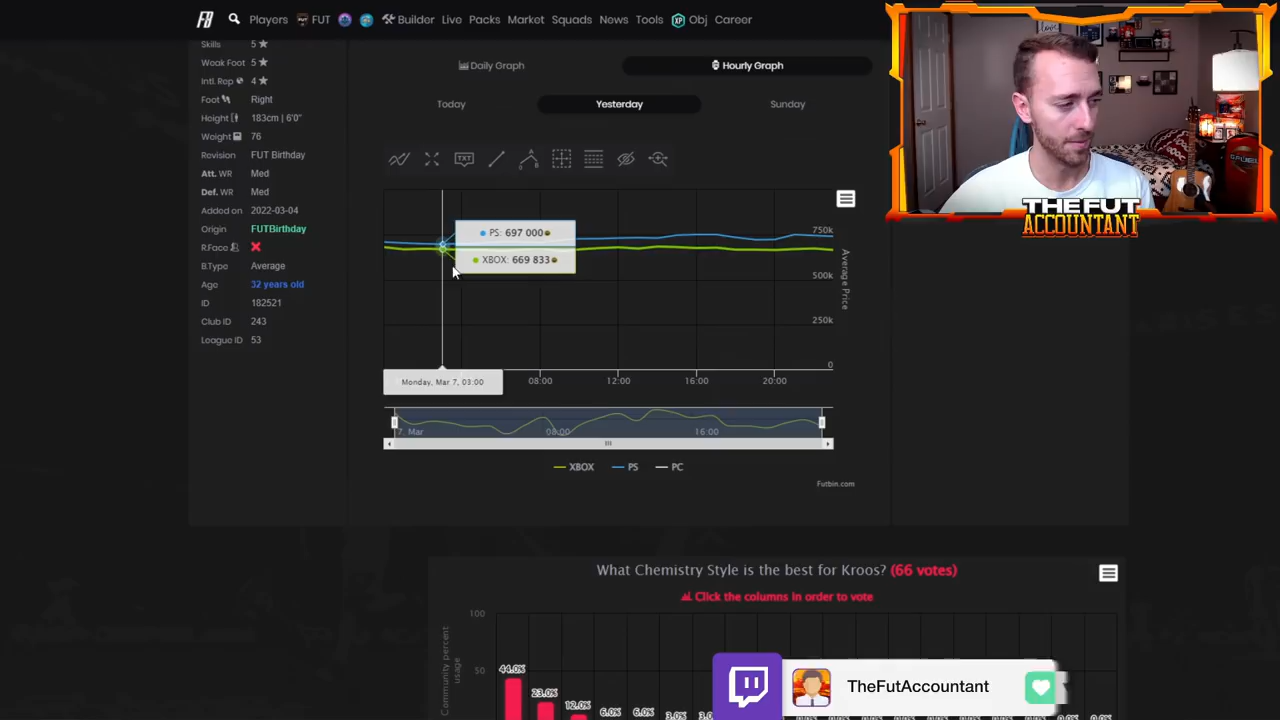 Players FUT Builder Live Packs Market Squads News Tools XP Obj Career
Skills 5 ★
Weak Foot 5 ★
Intl. Rep 4 ★
Foot Right
Height 183cm | 6'0"
Weight 76
Revision FUT Birthday
Att. WR Med
Def. WR Med
Added on 2022-03-04
Origin FUTBirthday
R.Face
B.Type Average
Age 32 years old
ID 182521
Club ID 243
League ID 53
Daily Graph Hourly Graph
Today Yesterday Sunday
TXT
PS: 697 000
XBOX: 669 833
750k
500k
250k
0
Average Price
Monday, Mar 7, 03:00
08:00 12:00 16:00 20:00
7. Mar 08:00 16:00
XBOX PS PC
Futbin.com
What Chemistry Style is the best for Kroos? (66 votes)
Click the columns in order to vote
Community percent usage
100
50
44.0%
23.0%
12.0%
6.0%
6.0%
3.0%
THE FUT
ACCOUNTANT
TheFutAccountant